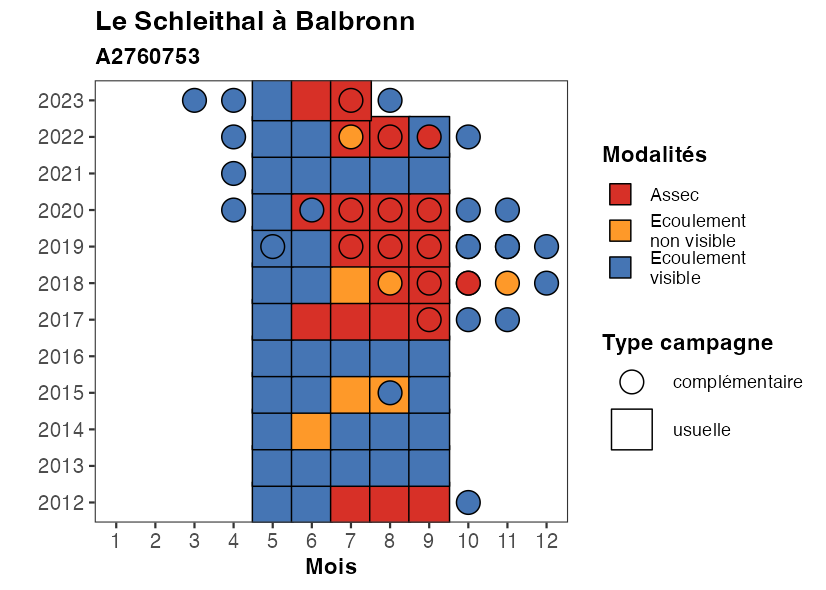 Le Schleithal à Balbronn
A2760753
2023
2022
2021
2020
2019
2018
2017
2016
2015
2014
2013
2012
1 2 3 4 5 6 7 8 9 10 11 12
Mois
Modalités
Assec
Ecoulement
non visible
Ecoulement
visible
Type campagne
complémentaire
usuelle